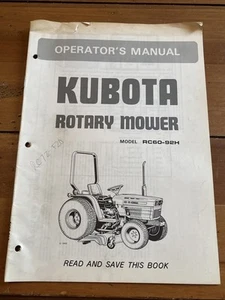 OPERATOR'S MANUAL
KUBOTA
ROTARY MOWER
MODEL RC60-92H
READ AND SAVE THIS BOOK